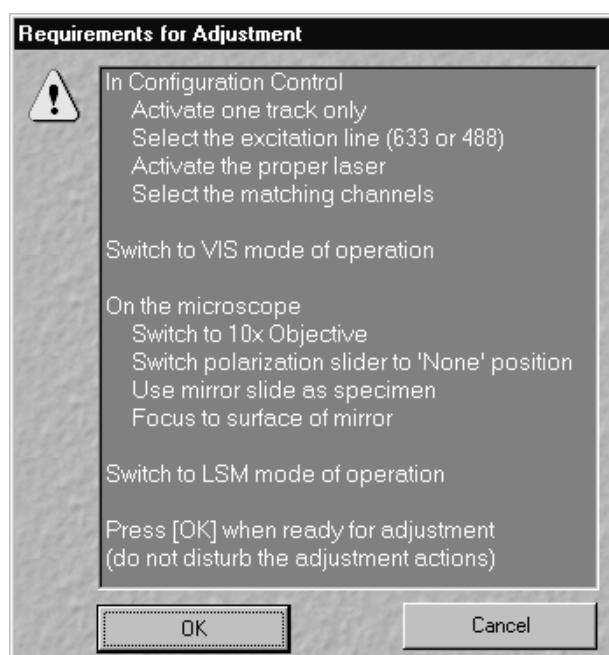 Requirements for Adjustment
In Configuration Control
Activate one track only
Select the excitation line (633 or 488)
Activate the proper laser
Select the matching channels
Switch to VIS mode of operation
On the microscope
Switch to 10x Objective
Switch polarization slider to 'None' position
Use mirror slide as specimen
Focus to surface of mirror
Switch to LSM mode of operation
Press [OK] when ready for adjustment
(do not disturb the adjustment actions)
OK
Cancel